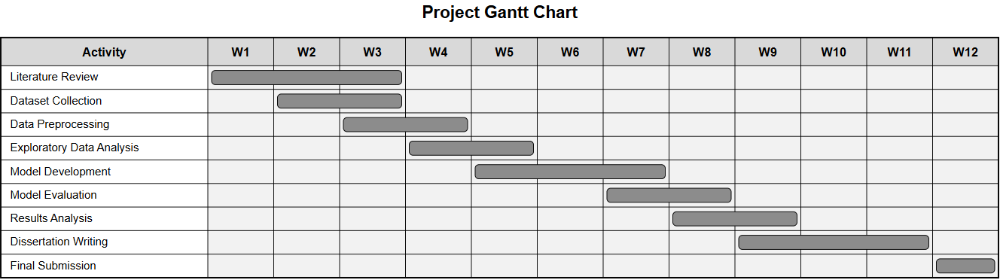 Project Gantt Chart
Activity W1 W2 W3 W4 W5 W6 W7 W8 W9 W10 W11 W12
Literature Review
Dataset Collection
Data Preprocessing
Exploratory Data Analysis
Model Development
Model Evaluation
Results Analysis
Dissertation Writing
Final Submission